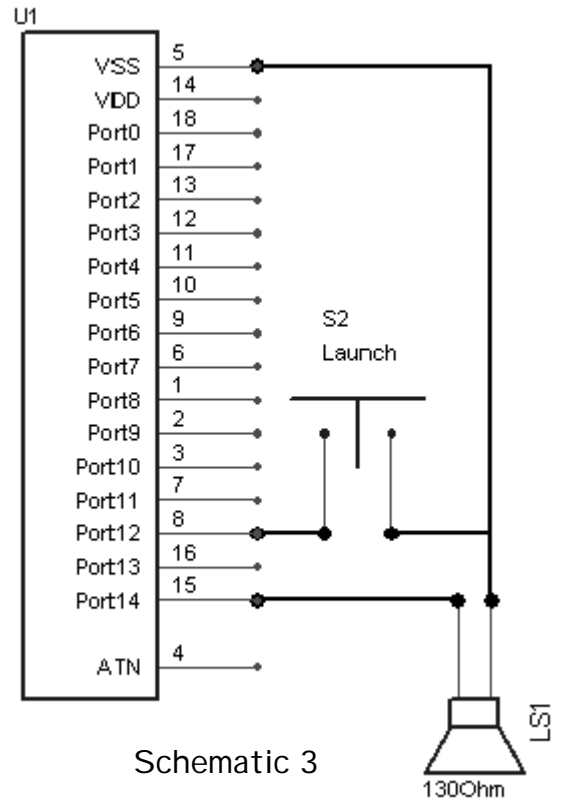 U1
VSS 5
VDD 14
Port0 18
Port1 17
Port2 13
Port3 12
Port4 11
Port5 10
Port6 9
Port7 6
Port8 1
Port9 2
Port10 3
Port11 7
Port12 8
Port13 16
Port14 15
ATN 4
S2
Launch
LS1
130Ohm
Schematic 3